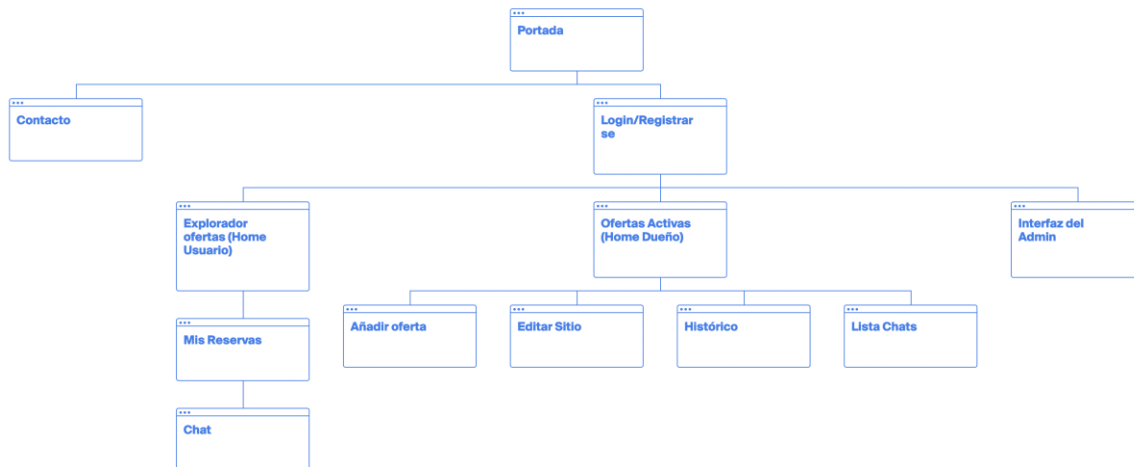 Portada
Contacto
Login/Registrar
se
Explorador
ofertas (Home
Usuario)
Ofertas Activas
(Home Dueño)
Interfaz del
Admin
Mis Reservas
Añadir oferta
Editar Sitio
Histórico
Lista Chats
Chat